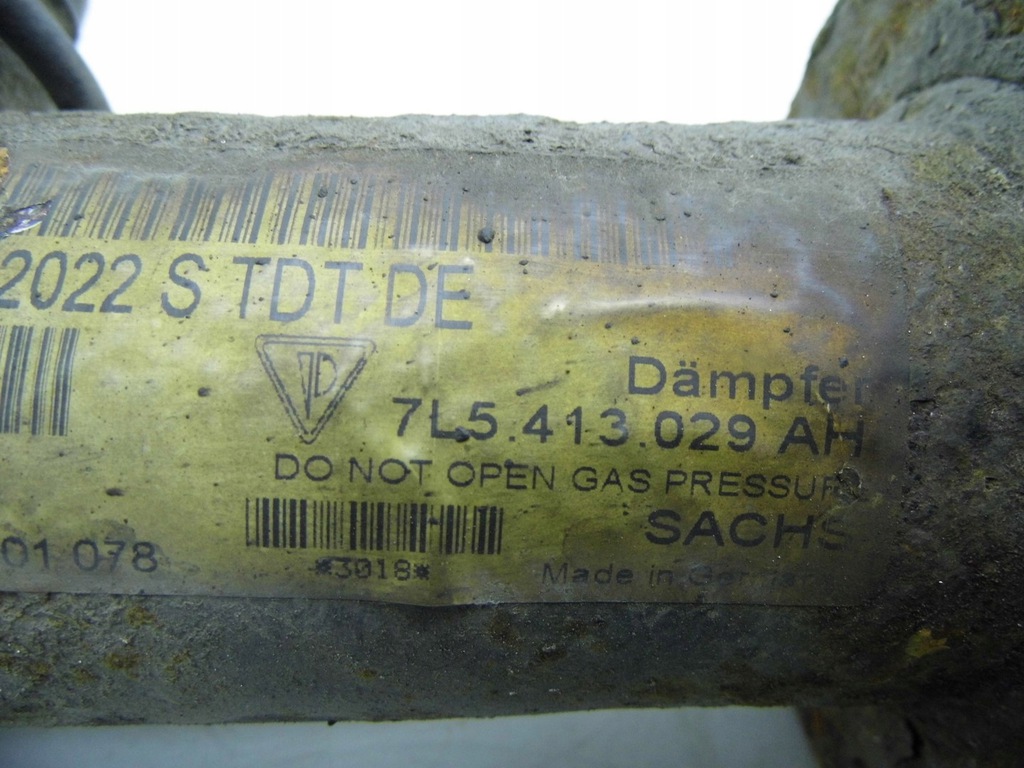 2022 S TDT DE
Dämpfer
7L5.413.029 AH
DO NOT OPEN GAS PRESSURE
SACHS
01 078
*3018*
Made in German